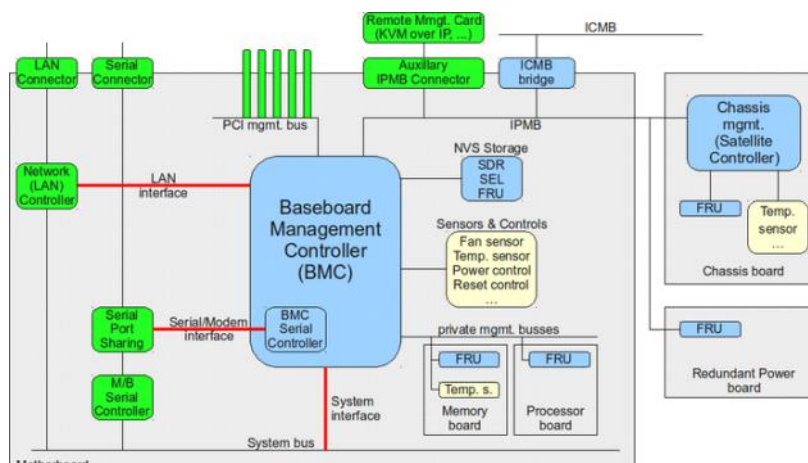 Remote Mmgt. Card
(KVM over IP, ...)
ICMB
LAN
Connector
Serial
Connector
Auxillary
IPMB Connector
ICMB
bridge
PCI mgmt. bus
IPMB
Chassis
mgmt.
(Satellite
Controller)
NVS Storage
SDR
SEL
FRU
Network
(LAN)
Controller
LAN
interface
Baseboard
Management
Controller
(BMC)
FRU
Temp.
sensor
...
Sensors & Controls
Fan sensor
Temp. sensor
Power control
Reset control
...
Chassis board
Serial
Port
Sharing
Serial/Modem
interface
BMC
Serial
Controller
private mgmt. busses
FRU
FRU
FRU
Temp. s.
Memory
board
Processor
board
Redundant Power
board
M/B
Serial
Controller
System
interface
System bus